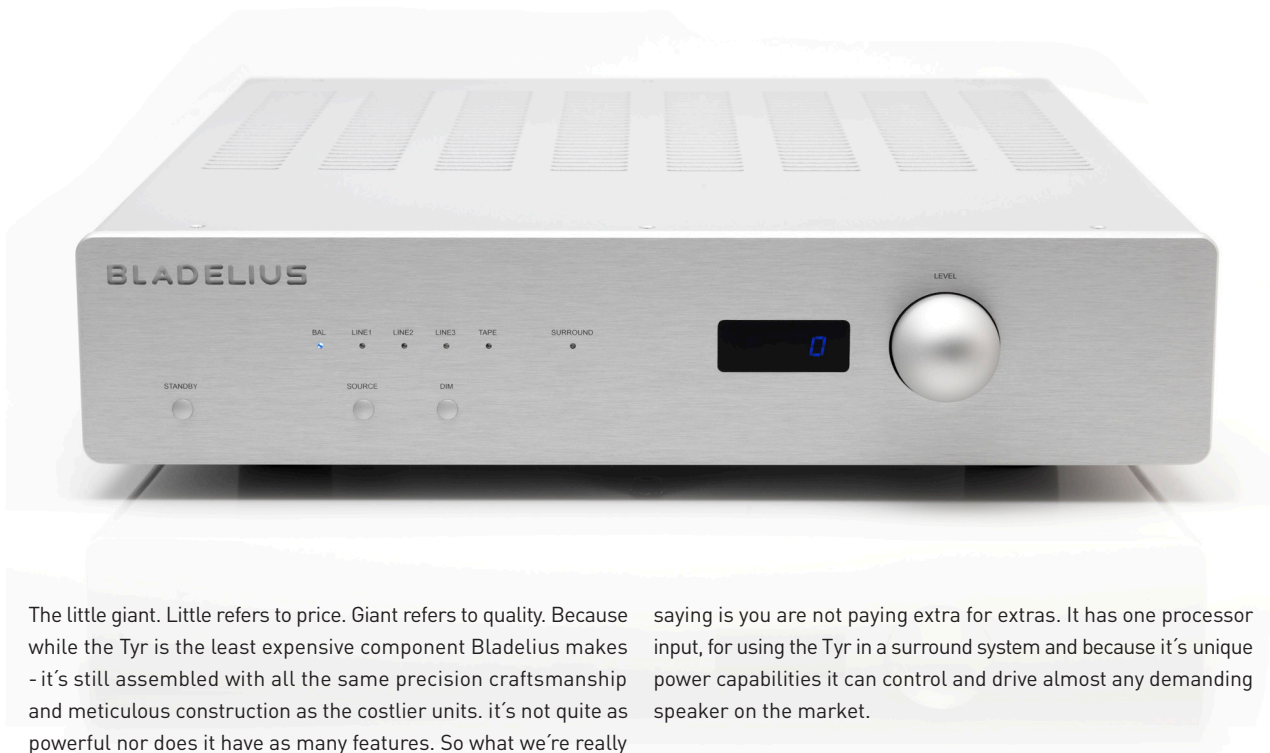 BLADELIUS
LEVEL
BAL LINE1 LINE2 LINE3 TAPE SURROUND
0
STANDBY SOURCE DIM
The little giant. Little refers to price. Giant refers to quality. Because
while the Tyr is the least expensive component Bladelius makes
- it´s still assembled with all the same precision craftsmanship
and meticulous construction as the costlier units. it´s not quite as
powerful nor does it have as many features. So what we´re really
saying is you are not paying extra for extras. It has one processor
input, for using the Tyr in a surround system and because it´s unique
power capabilities it can control and drive almost any demanding
speaker on the market.